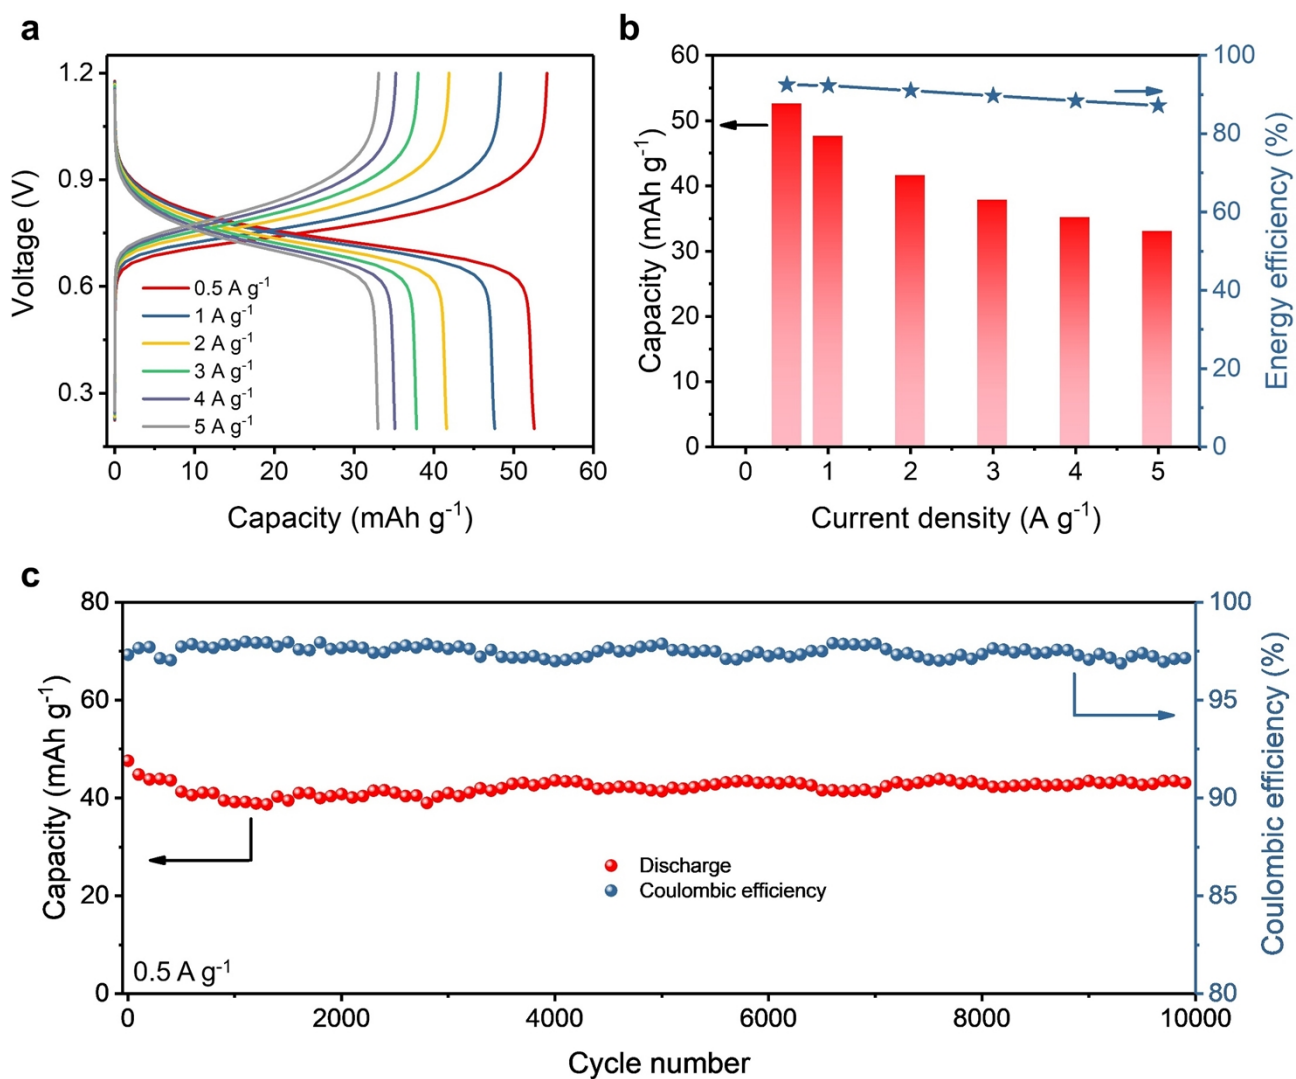 a
1.2
0.9
0.6
0.3
Voltage (V)
0.5 A g⁻¹
1 A g⁻¹
2 A g⁻¹
3 A g⁻¹
4 A g⁻¹
5 A g⁻¹
0 10 20 30 40 50 60
Capacity (mAh g⁻¹)
b
60
50
40
30
20
10
0
Capacity (mAh g⁻¹)
100
80
60
40
20
0
Energy efficiency (%)
0 1 2 3 4 5
Current density (A g⁻¹)
c
80
60
40
20
0
Capacity (mAh g⁻¹)
100
95
90
85
80
Coulombic efficiency (%)
Discharge
Coulombic efficiency
0.5 A g⁻¹
0 2000 4000 6000 8000 10000
Cycle number